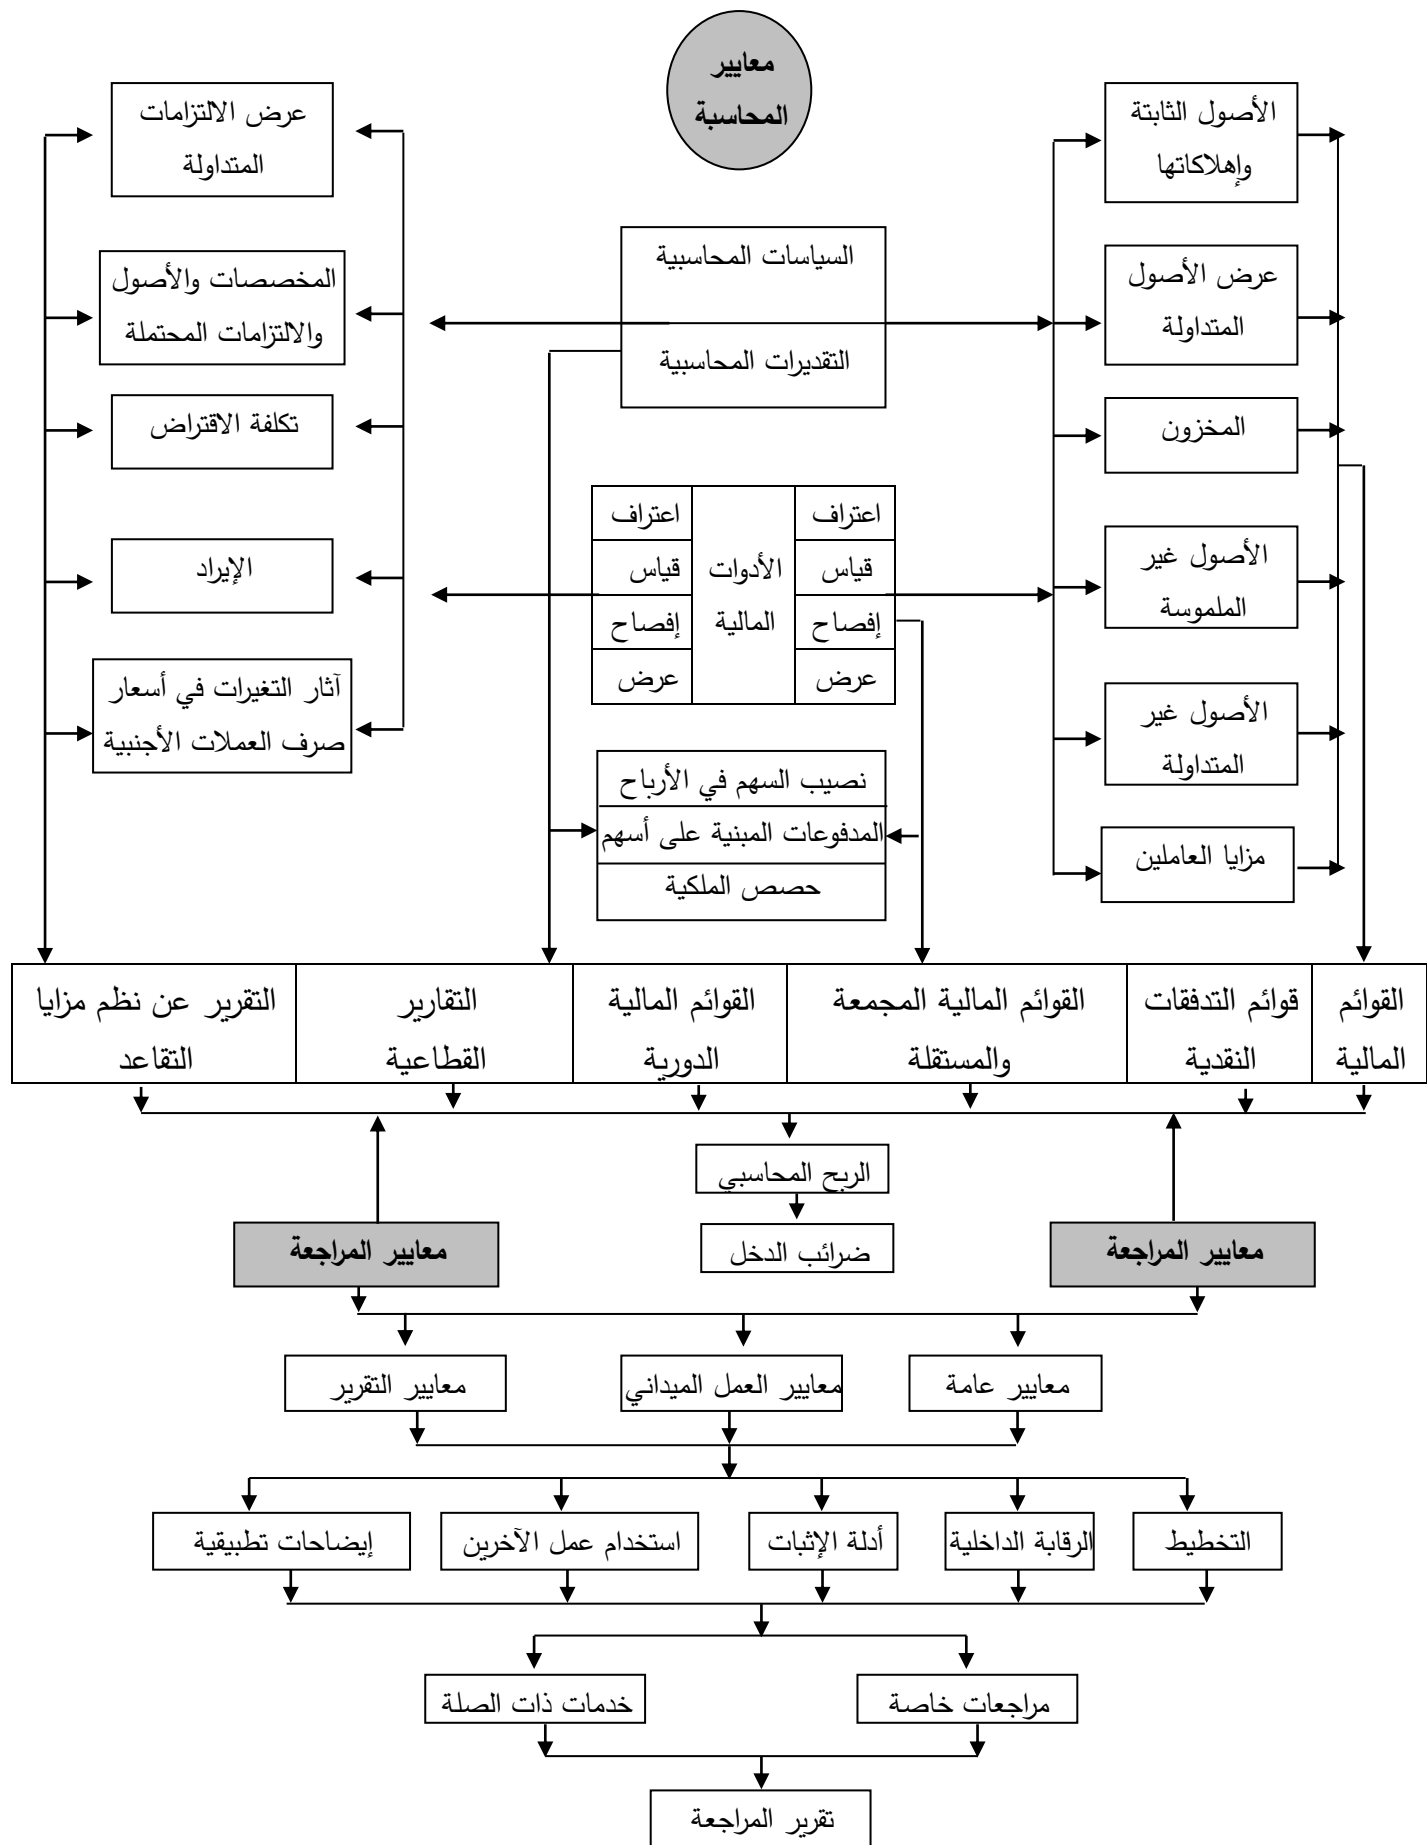 معايير
المحاسبة
الأصول الثابتة
وإهلاكاتها
عرض الالتزامات
المتداولة
السياسات المحاسبية
التقديرات المحاسبية
عرض الأصول
المتداولة
المخصصات والأصول
والالتزامات المحتملة
المخزون
تكلفة الاقتراض
اعتراف
قياس
إفصاح
عرض
الأدوات
المالية
اعتراف
قياس
إفصاح
عرض
الأصول غير
الملموسة
الإيراد
الأصول غير
المتداولة
آثار التغيرات في أسعار
صرف العملات الأجنبية
نصيب السهم في الأرباح
المدفوعات المبنية على أسهم
حصص الملكية
مزايا العاملين
القوائم
المالية
قوائم التدفقات
النقدية
القوائم المالية المجمعة
والمستقلة
القوائم المالية
الدورية
التقارير
القطاعية
التقرير عن نظم مزايا
التقاعد
الربح المحاسبي
ضرائب الدخل
معايير المراجعة
معايير المراجعة
معايير عامة
معايير العمل الميداني
معايير التقرير
التخطيط
الرقابة الداخلية
أدلة الإثبات
استخدام عمل الآخرين
إيضاحات تطبيقية
مراجعات خاصة
خدمات ذات الصلة
تقرير المراجعة